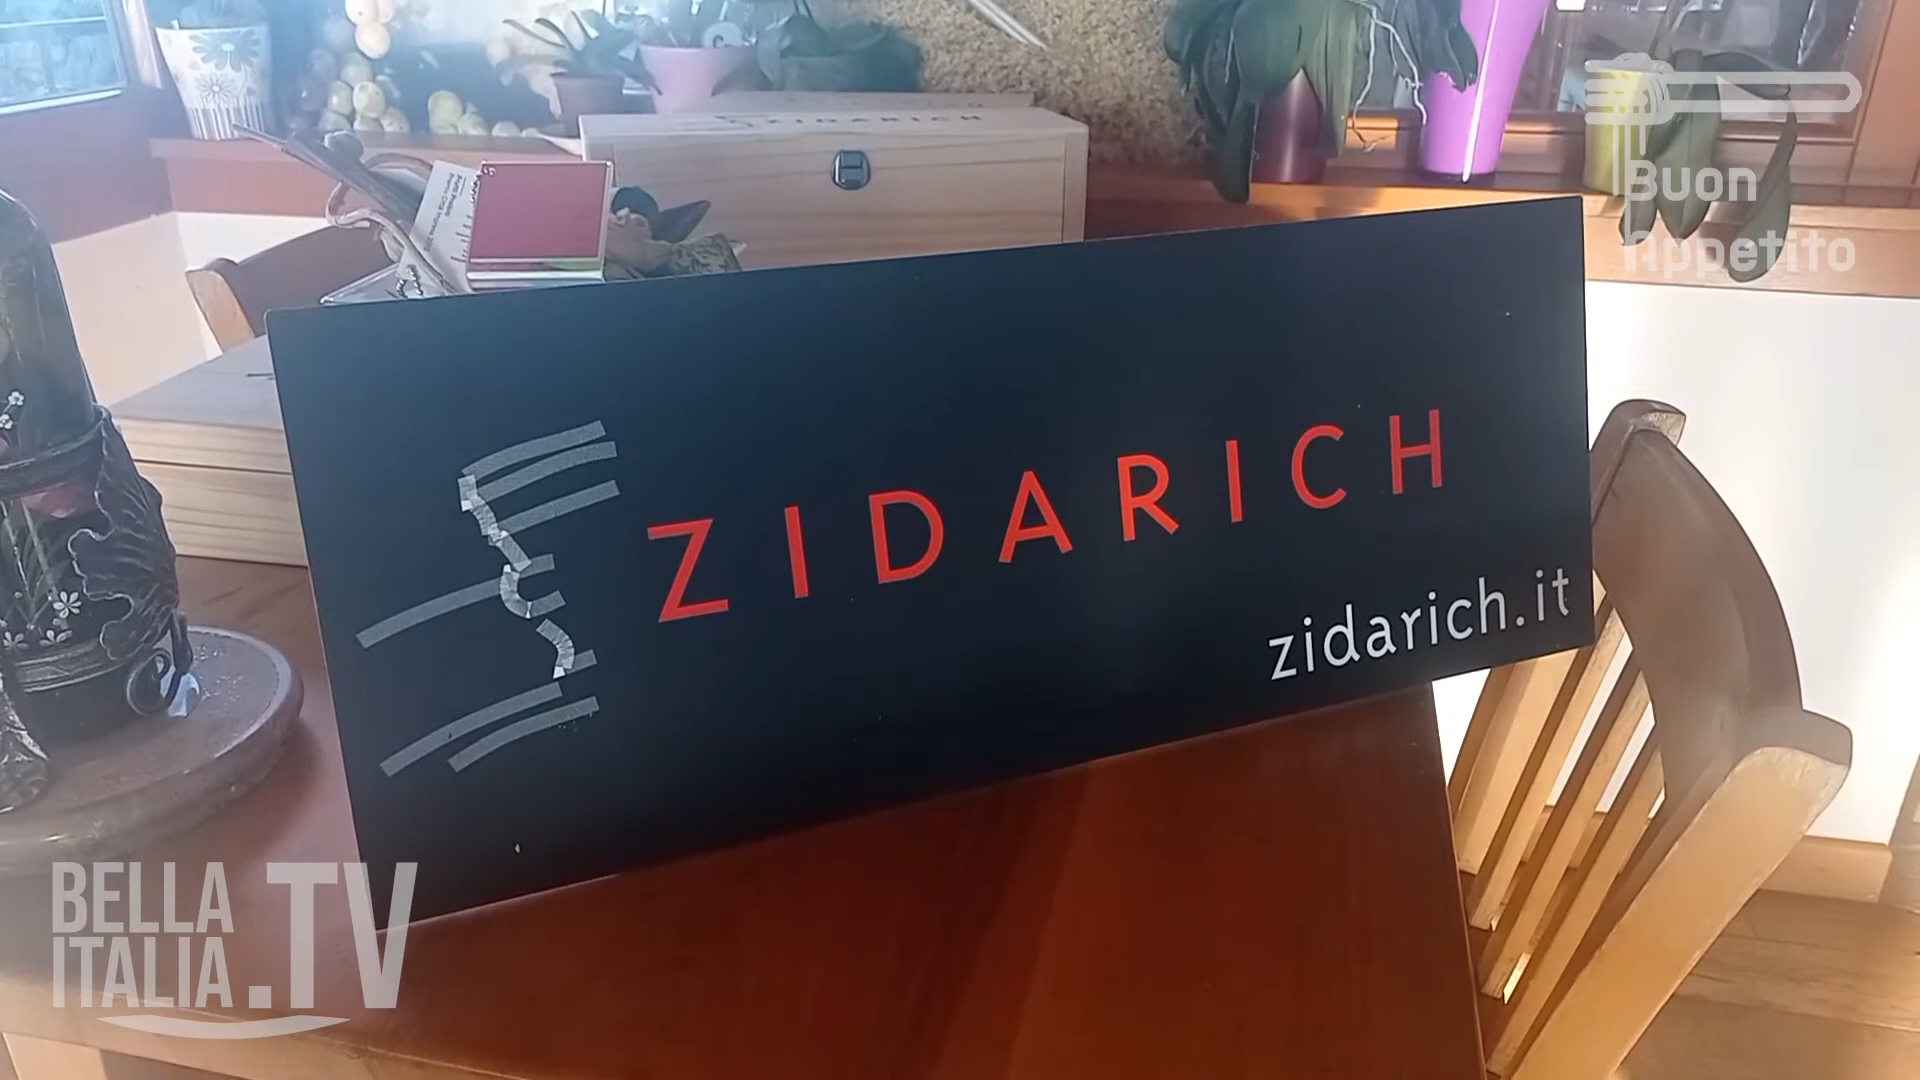 ZIDARICH
Buon
Appetito
ZIDARICH
zidarich.it
BELLA
ITALIA
.TV